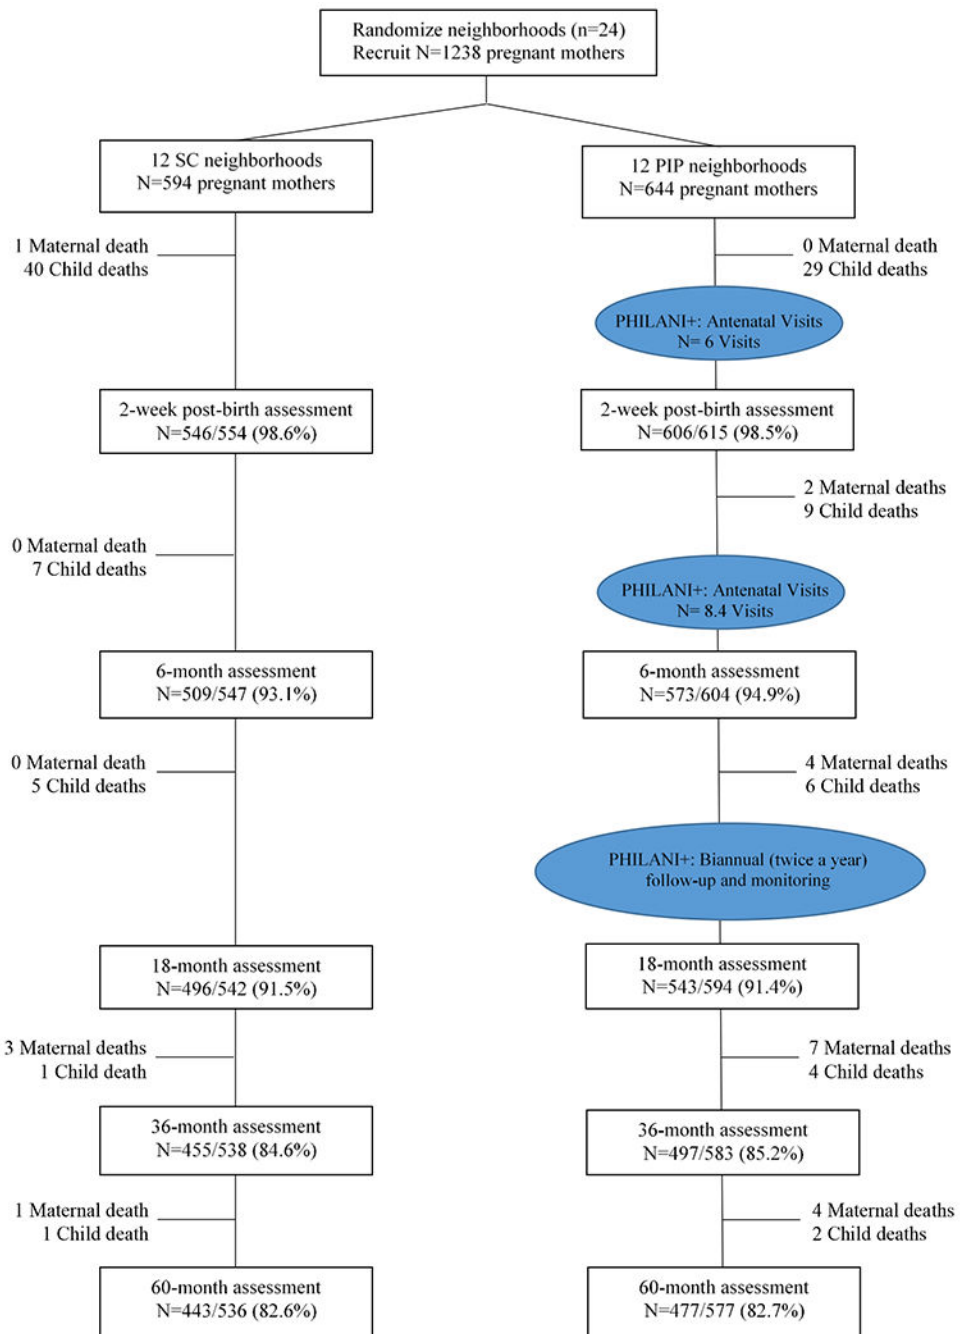 Randomize neighborhoods (n=24)
Recruit N=1238 pregnant mothers
12 SC neighborhoods
N=594 pregnant mothers
12 PIP neighborhoods
N=644 pregnant mothers
1 Maternal death
40 Child deaths
0 Maternal death
29 Child deaths
PHILANI+: Antenatal Visits
N= 6 Visits
2-week post-birth assessment
N=546/554 (98.6%)
2-week post-birth assessment
N=606/615 (98.5%)
0 Maternal death
7 Child deaths
2 Maternal deaths
9 Child deaths
PHILANI+: Antenatal Visits
N= 8.4 Visits
6-month assessment
N=509/547 (93.1%)
6-month assessment
N=573/604 (94.9%)
0 Maternal death
5 Child deaths
4 Maternal deaths
6 Child deaths
PHILANI+: Biannual (twice a year)
follow-up and monitoring
18-month assessment
N=496/542 (91.5%)
18-month assessment
N=543/594 (91.4%)
3 Maternal deaths
1 Child death
7 Maternal deaths
4 Child deaths
36-month assessment
N=455/538 (84.6%)
36-month assessment
N=497/583 (85.2%)
1 Maternal death
1 Child death
4 Maternal deaths
2 Child deaths
60-month assessment
N=443/536 (82.6%)
60-month assessment
N=477/577 (82.7%)